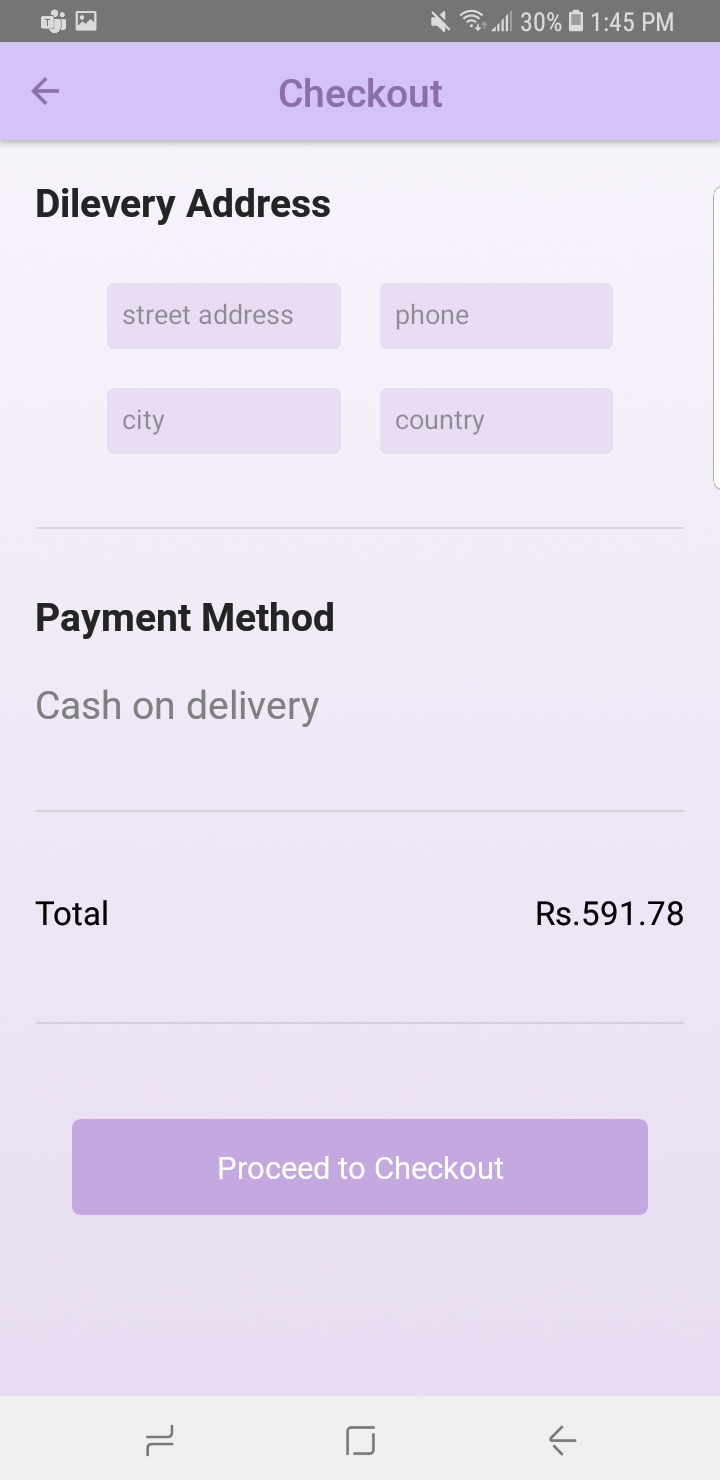 30% 1:45 PM
Checkout
Dilevery Address
street address phone
city country
Payment Method
Cash on delivery
Total Rs.591.78
Proceed to Checkout